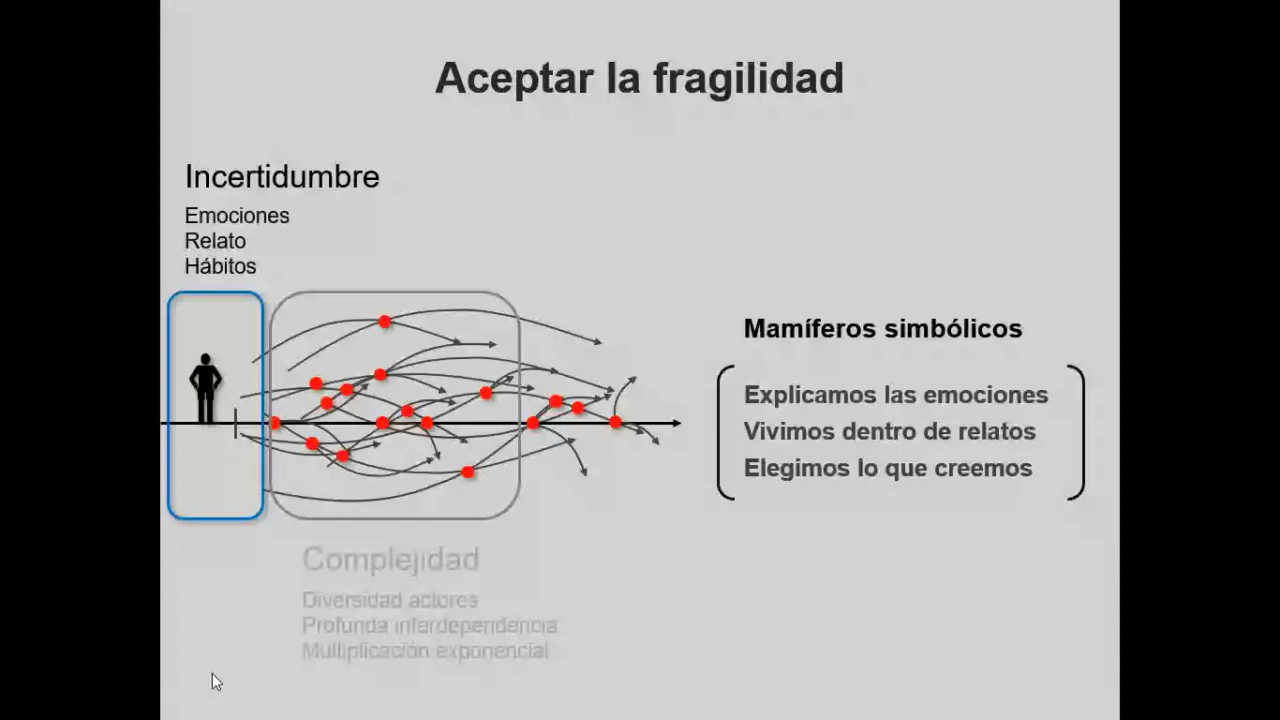 Aceptar la fragilidad
Incertidumbre
Emociones
Relato
Hábitos
Mamíferos simbólicos
Explicamos las emociones
Vivimos dentro de relatos
Elegimos lo que creemos
Complejidad
Diversidad actores
Profunda interdependencia
Multiplicación exponencial